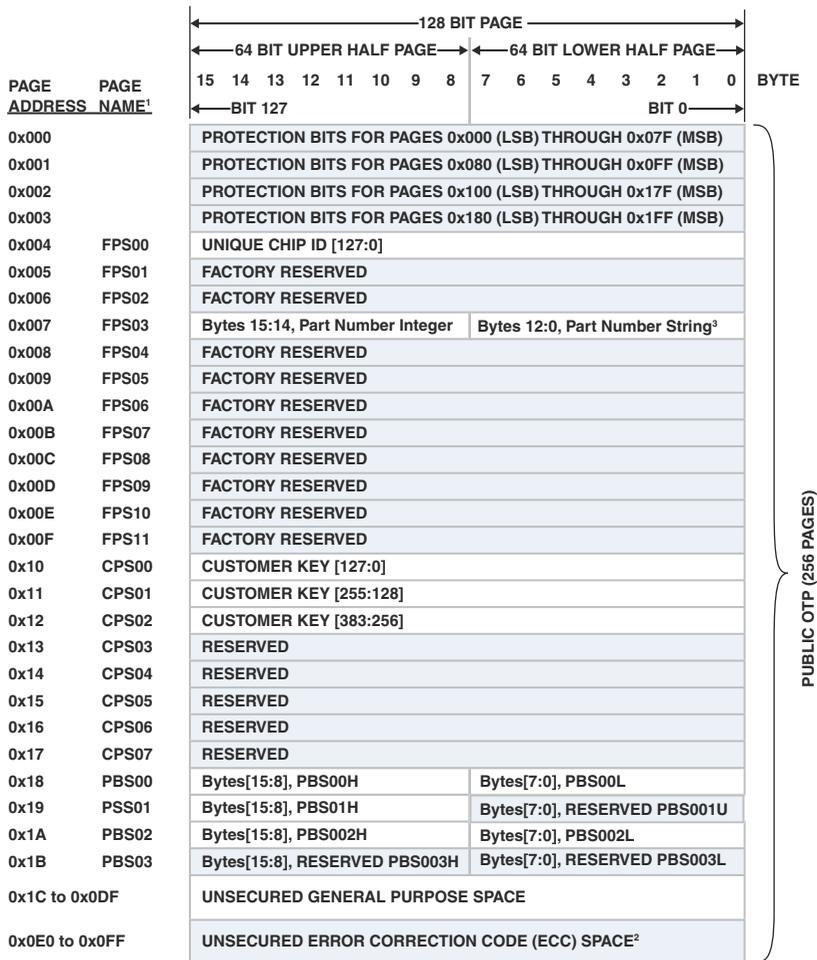 128 BIT PAGE
64 BIT UPPER HALF PAGE 64 BIT LOWER HALF PAGE
PAGE ADDRESS PAGE NAME¹ 15 14 13 12 11 10 9 8 7 6 5 4 3 2 1 0 BYTE
BIT 127 BIT 0
0x000 PROTECTION BITS FOR PAGES 0x000 (LSB) THROUGH 0x07F (MSB)
0x001 PROTECTION BITS FOR PAGES 0x080 (LSB) THROUGH 0x0FF (MSB)
0x002 PROTECTION BITS FOR PAGES 0x100 (LSB) THROUGH 0x17F (MSB)
0x003 PROTECTION BITS FOR PAGES 0x180 (LSB) THROUGH 0x1FF (MSB)
0x004 FPS00 UNIQUE CHIP ID [127:0]
0x005 FPS01 FACTORY RESERVED
0x006 FPS02 FACTORY RESERVED
0x007 FPS03 Bytes 15:14, Part Number Integer Bytes 12:0, Part Number String³
0x008 FPS04 FACTORY RESERVED
0x009 FPS05 FACTORY RESERVED
0x00A FPS06 FACTORY RESERVED
0x00B FPS07 FACTORY RESERVED
0x00C FPS08 FACTORY RESERVED
0x00D FPS09 FACTORY RESERVED
0x00E FPS10 FACTORY RESERVED
0x00F FPS11 FACTORY RESERVED
0x10 CPS00 CUSTOMER KEY [127:0]
0x11 CPS01 CUSTOMER KEY [255:128]
0x12 CPS02 CUSTOMER KEY [383:256]
0x13 CPS03 RESERVED
0x14 CPS04 RESERVED
0x15 CPS05 RESERVED
0x16 CPS06 RESERVED
0x17 CPS07 RESERVED
0x18 PBS00 Bytes[15:8], PBS00H Bytes[7:0], PBS00L
0x19 PSS01 Bytes[15:8], PBS01H Bytes[7:0], RESERVED PBS001U
0x1A PBS02 Bytes[15:8], PBS002H Bytes[7:0], PBS002L
0x1B PBS03 Bytes[15:8], RESERVED PBS003H Bytes[7:0], RESERVED PBS003L
0x1C to 0x0DF UNSECURED GENERAL PURPOSE SPACE
0x0E0 to 0x0FF UNSECURED ERROR CORRECTION CODE (ECC) SPACE²
PUBLIC OTP (256 PAGES)